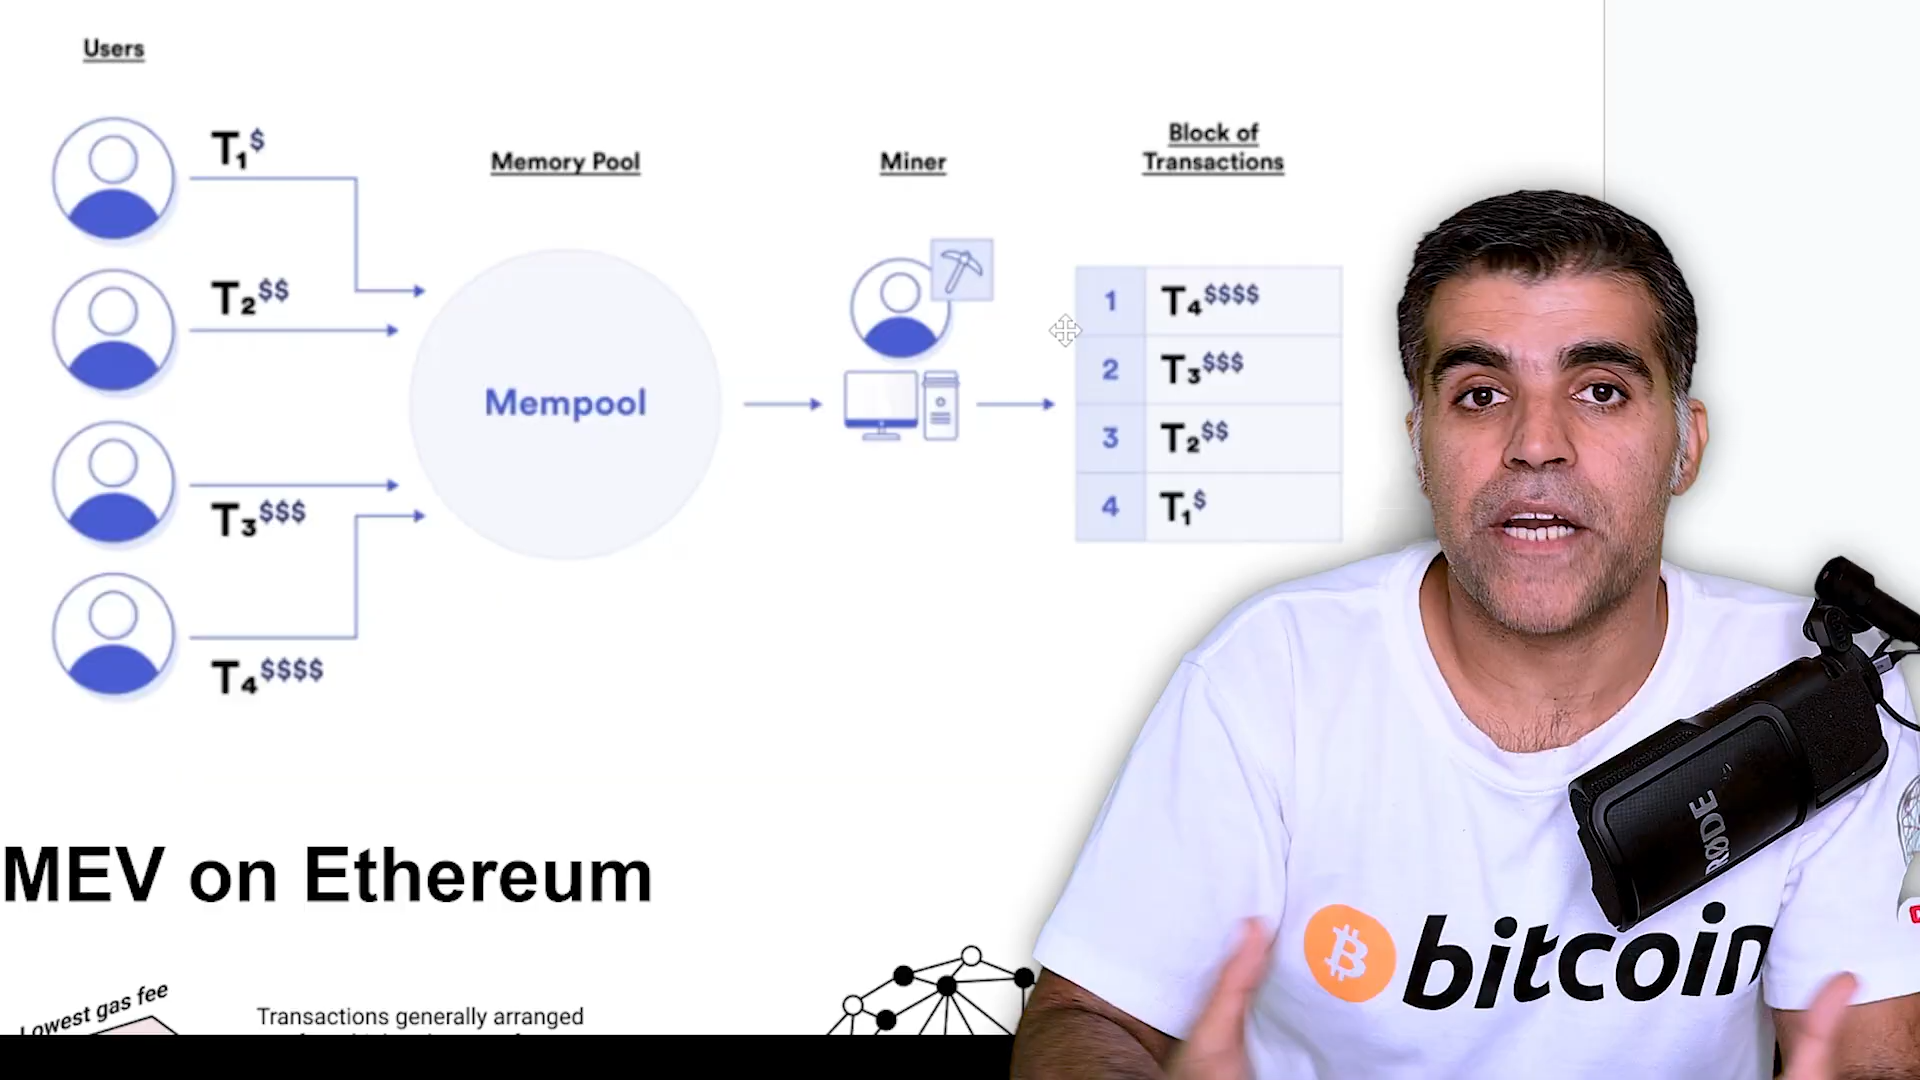 Users
T₁$
T₂$$
T₃$$$
T₄$$$$
Memory Pool
Mempool
Miner
Block of
Transactions
1 T₄$$$$
2 T₃$$$
3 T₂$$
4 T₁$
MEV on Ethereum
Lowest gas fee
Transactions generally arranged
RØDE
bitcoin